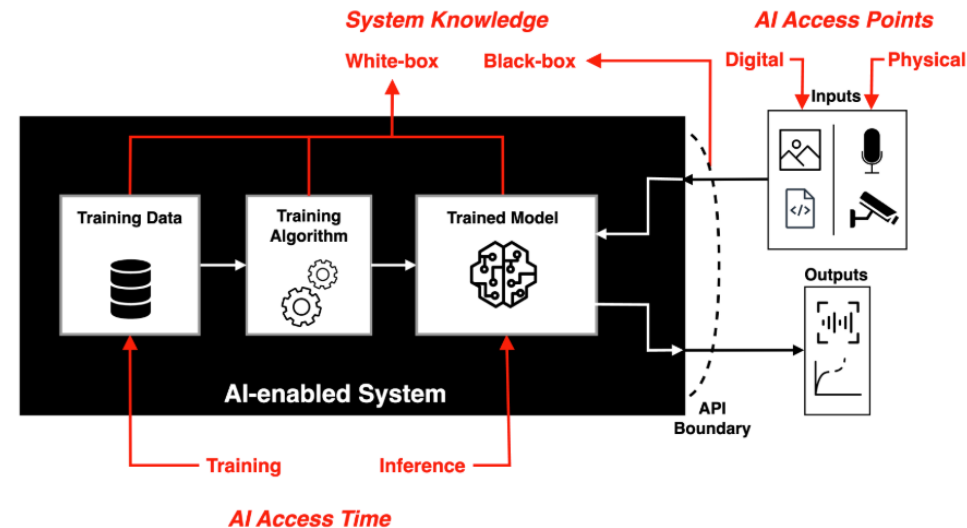 System Knowledge
AI Access Points
White-box
Black-box
Digital
Physical
Inputs
</>
Training Data
Training
Algorithm
Trained Model
Outputs
AI-enabled System
API
Boundary
Training
Inference
AI Access Time